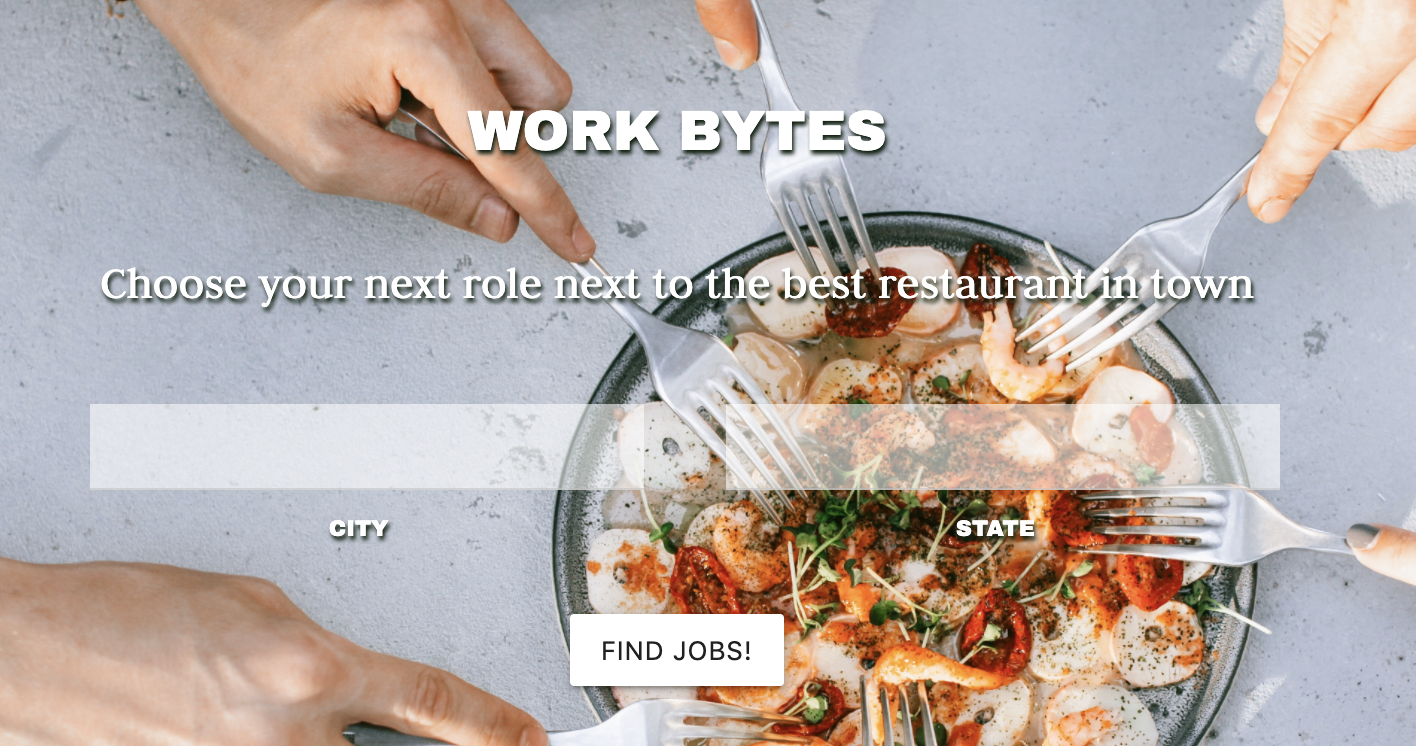 WORK BYTES
Choose your next role next to the best restaurant in town
CITY
STATE
FIND JOBS!